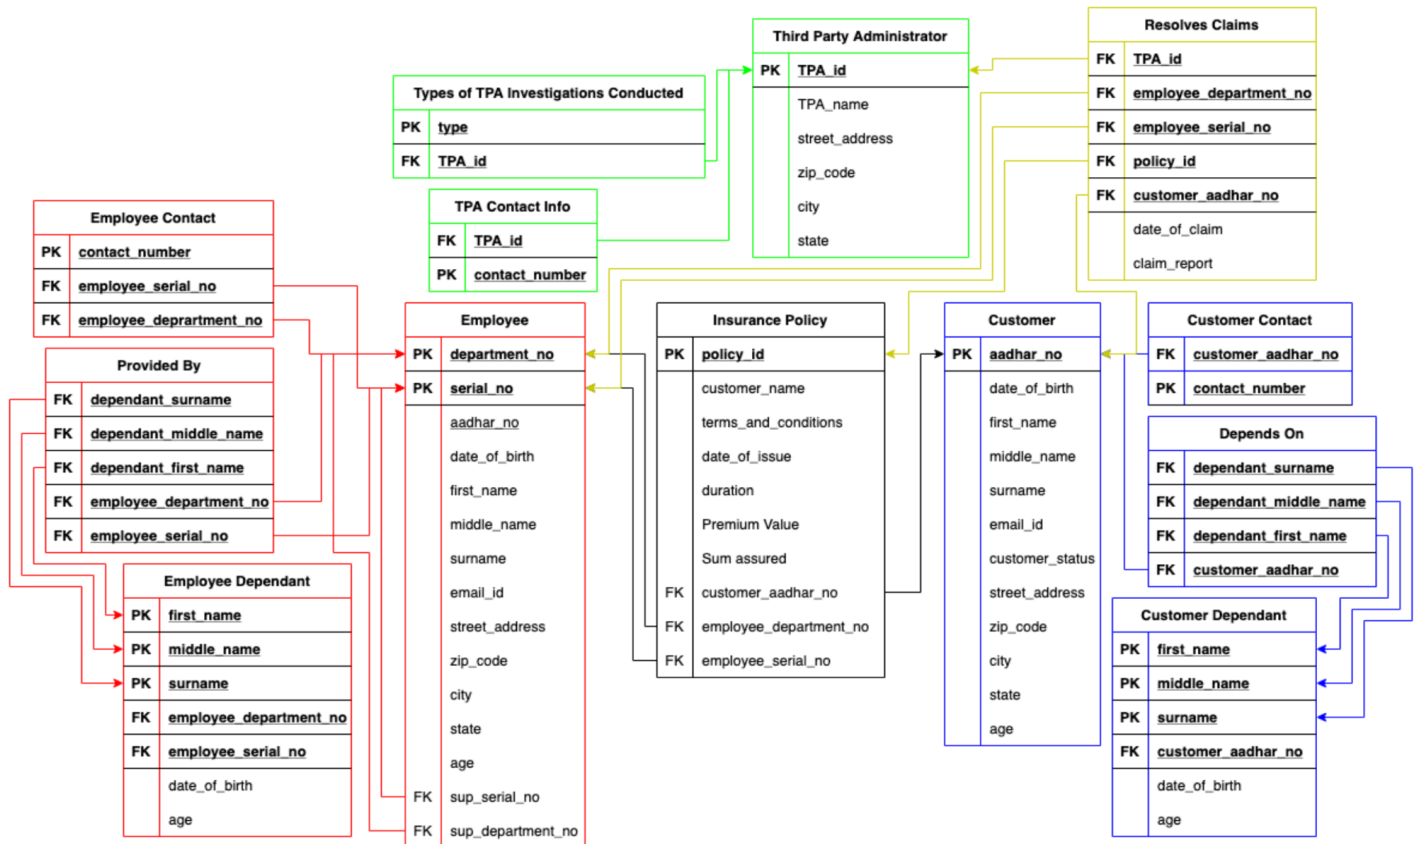 Third Party Administrator
PK TPA_id
TPA_name
street_address
zip_code
city
state
Resolves Claims
FK TPA_id
FK employee_department_no
FK employee_serial_no
FK policy_id
FK customer_aadhar_no
date_of_claim
claim_report
Types of TPA Investigations Conducted
PK type
FK TPA_id
TPA Contact Info
FK TPA_id
PK contact_number
Employee Contact
PK contact_number
FK employee_serial_no
FK employee_deprartment_no
Provided By
FK dependant_surname
FK dependant_middle_name
FK dependant_first_name
FK employee_department_no
FK employee_serial_no
Employee Dependant
PK first_name
PK middle_name
PK surname
FK employee_department_no
FK employee_serial_no
date_of_birth
age
Employee
PK department_no
PK serial_no
aadhar_no
date_of_birth
first_name
middle_name
surname
email_id
street_address
zip_code
city
state
age
FK sup_serial_no
FK sup_department_no
Insurance Policy
PK policy_id
customer_name
terms_and_conditions
date_of_issue
duration
Premium Value
Sum assured
FK customer_aadhar_no
FK employee_department_no
FK employee_serial_no
Customer
PK aadhar_no
date_of_birth
first_name
middle_name
surname
email_id
customer_status
street_address
zip_code
city
state
age
Customer Contact
FK customer_aadhar_no
PK contact_number
Depends On
FK dependant_surname
FK dependant_middle_name
FK dependant_first_name
FK customer_aadhar_no
Customer Dependant
PK first_name
PK middle_name
PK surname
FK customer_aadhar_no
date_of_birth
age